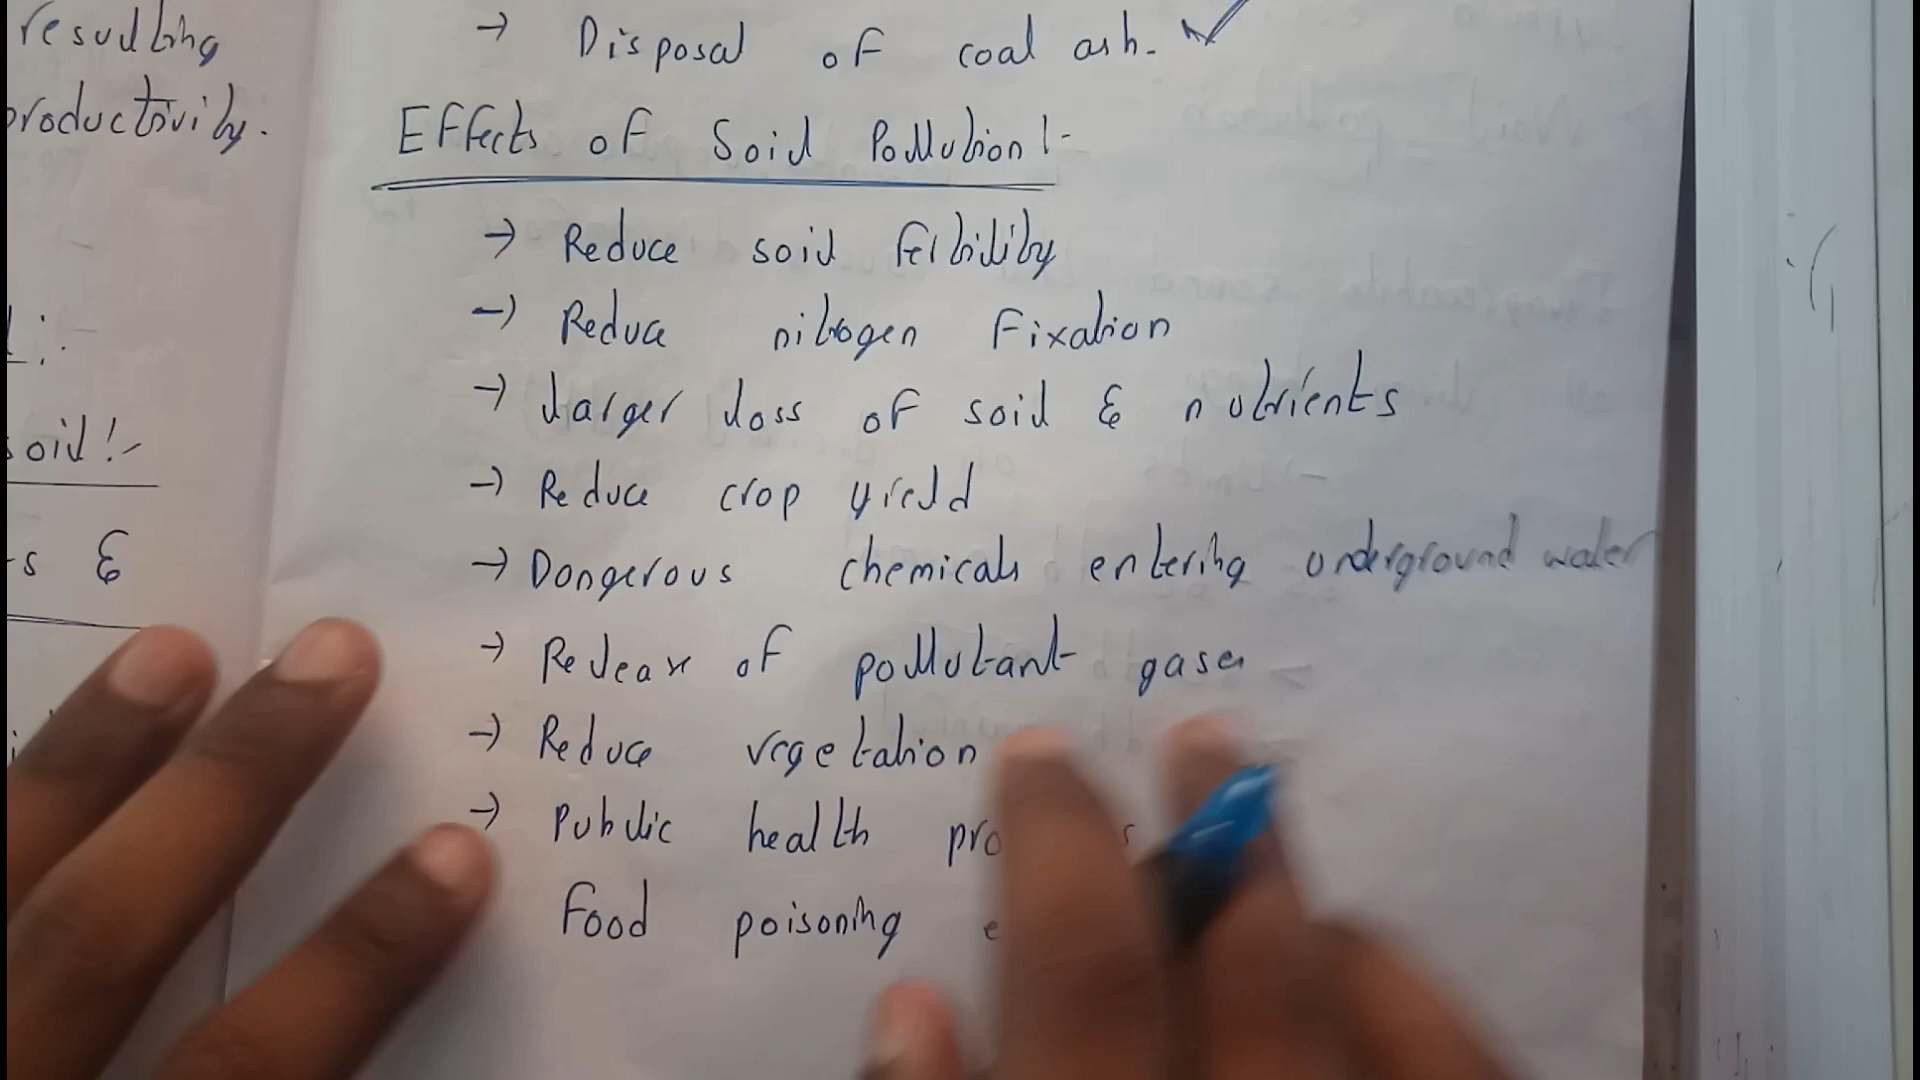 resulting
productivity.
soil:-
s &
→ Disposal of coal ash.
Effects of Soil Pollution:-
→ Reduce soil fertility
→ Reduce nitrogen Fixation
→ larger loss of soil & nutrients
→ Reduce crop yield
→ Dangerous chemicals entering underground water
→ Release of pollutant gases
→ Reduce vegetation
→ Public health
Food poisoning